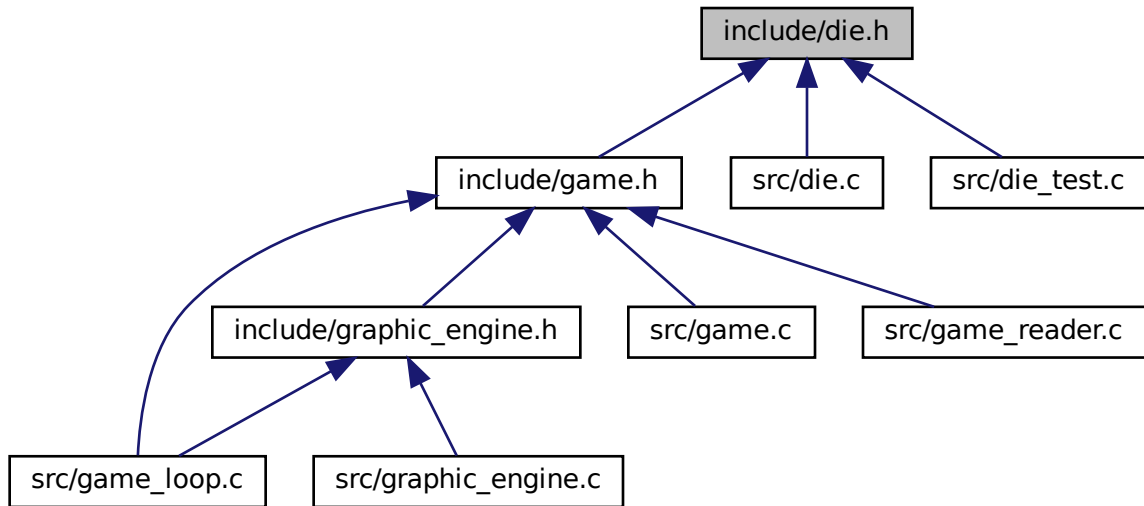 include/die.h
include/game.h
src/die.c
src/die_test.c
include/graphic_engine.h
src/game.c
src/game_reader.c
src/game_loop.c
src/graphic_engine.c